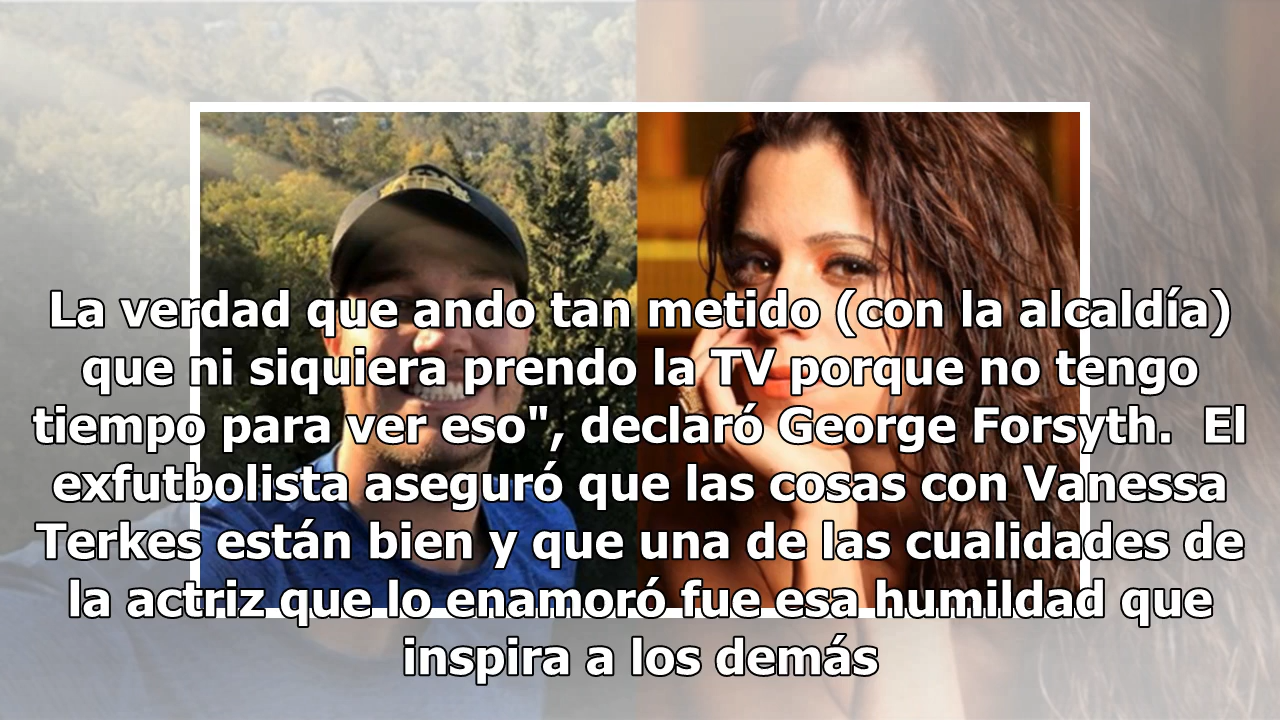 La verdad que ando tan metido (con la alcaldía)
que ni siquiera prendo la TV porque no tengo
tiempo para ver eso", declaró George Forsyth.  El
exfutbolista aseguró que las cosas con Vanessa
Terkes están bien y que una de las cualidades de
la actriz que lo enamoró fue esa humildad que
inspira a los demás